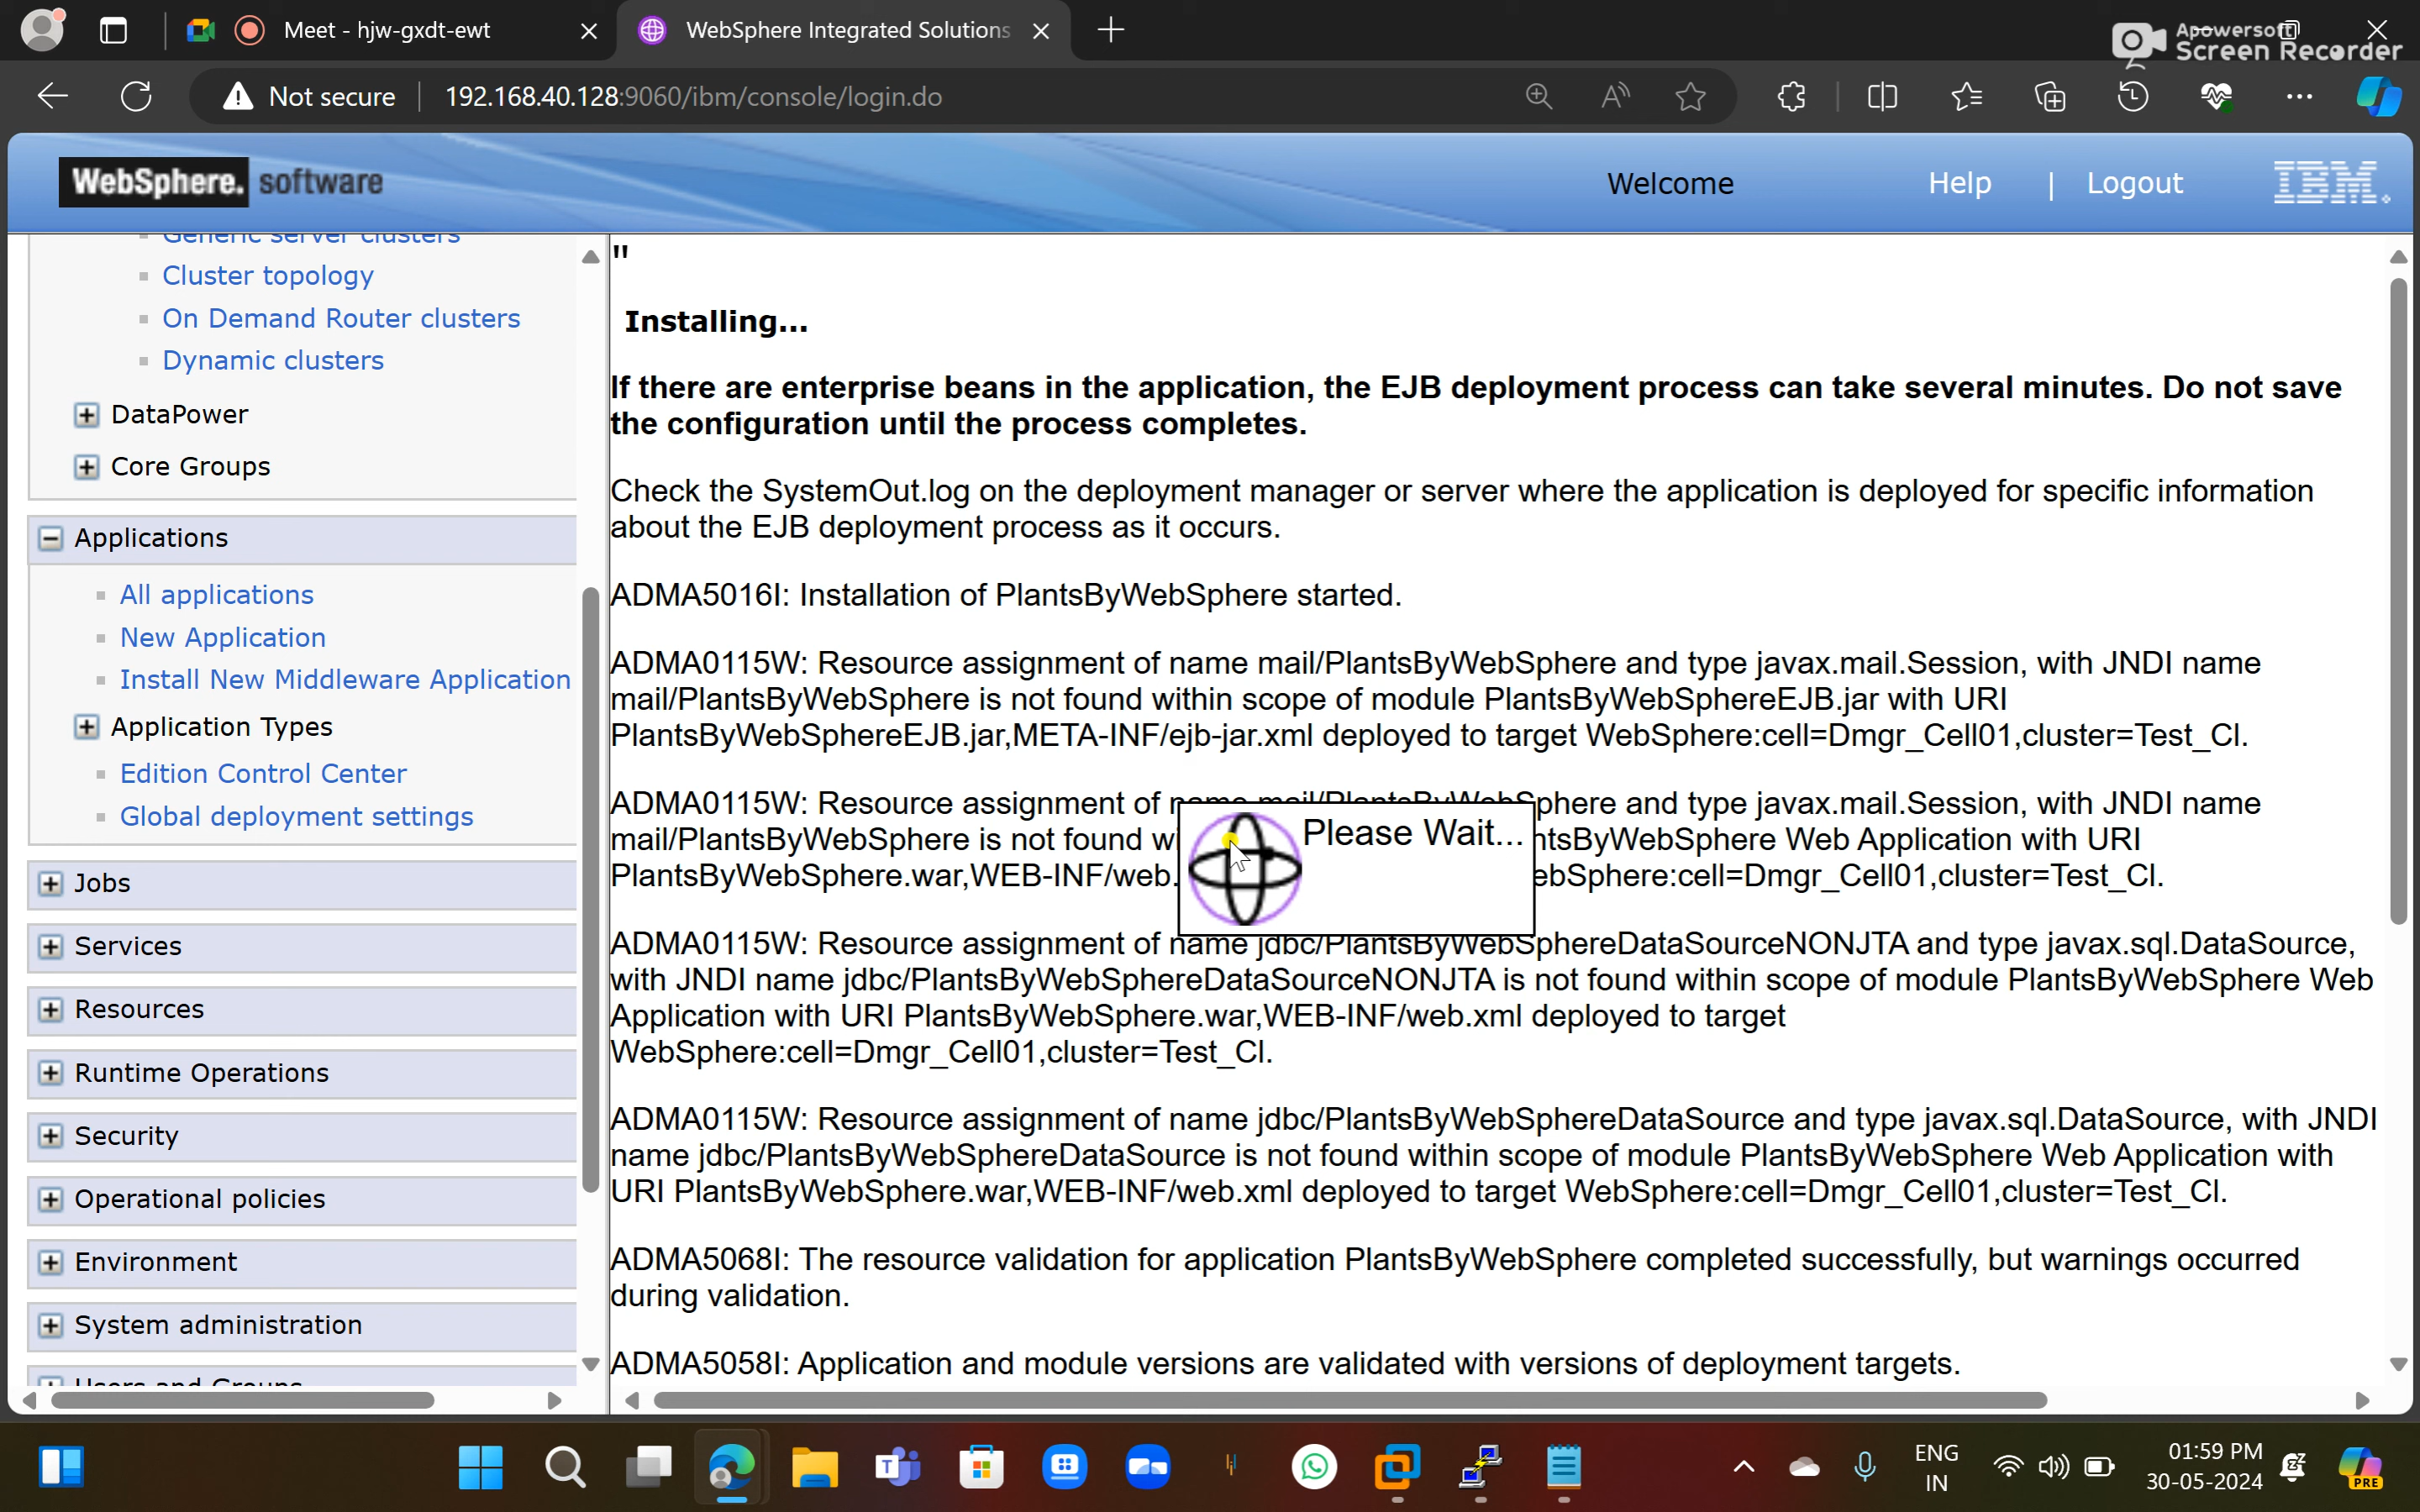 Meet - hjw-gxdt-ewt
WebSphere Integrated Solutions
Apowersoft
Screen Recorder
Not secure
192.168.40.128:9060/ibm/console/login.do
WebSphere. software
Welcome
Help | Logout
IBM.
Generic server clusters
Cluster topology
On Demand Router clusters
Dynamic clusters
DataPower
Core Groups
Applications
All applications
New Application
Install New Middleware Application
Application Types
Edition Control Center
Global deployment settings
Jobs
Services
Resources
Runtime Operations
Security
Operational policies
Environment
System administration
Users and Groups
"
Installing...
If there are enterprise beans in the application, the EJB deployment process can take several minutes. Do not save
the configuration until the process completes.
Check the SystemOut.log on the deployment manager or server where the application is deployed for specific information
about the EJB deployment process as it occurs.
ADMA5016I: Installation of PlantsByWebSphere started.
ADMA0115W: Resource assignment of name mail/PlantsByWebSphere and type javax.mail.Session, with JNDI name
mail/PlantsByWebSphere is not found within scope of module PlantsByWebSphereEJB.jar with URI
PlantsByWebSphereEJB.jar,META-INF/ejb-jar.xml deployed to target WebSphere:cell=Dmgr_Cell01,cluster=Test_Cl.
ADMA0115W: Resource assignment of name mail/PlantsByWebSphere and type javax.mail.Session, with JNDI name
mail/PlantsByWebSphere is not found wi ntsByWebSphere Web Application with URI
PlantsByWebSphere.war,WEB-INF/web. ebSphere:cell=Dmgr_Cell01,cluster=Test_Cl.
Please Wait...
ADMA0115W: Resource assignment of name jdbc/PlantsByWebSphereDataSourceNONJTA and type javax.sql.DataSource,
with JNDI name jdbc/PlantsByWebSphereDataSourceNONJTA is not found within scope of module PlantsByWebSphere Web
Application with URI PlantsByWebSphere.war,WEB-INF/web.xml deployed to target
WebSphere:cell=Dmgr_Cell01,cluster=Test_Cl.
ADMA0115W: Resource assignment of name jdbc/PlantsByWebSphereDataSource and type javax.sql.DataSource, with JNDI
name jdbc/PlantsByWebSphereDataSource is not found within scope of module PlantsByWebSphere Web Application with
URI PlantsByWebSphere.war,WEB-INF/web.xml deployed to target WebSphere:cell=Dmgr_Cell01,cluster=Test_Cl.
ADMA5068I: The resource validation for application PlantsByWebSphere completed successfully, but warnings occurred
during validation.
ADMA5058I: Application and module versions are validated with versions of deployment targets.
ENG
IN
01:59 PM
30-05-2024
PRE